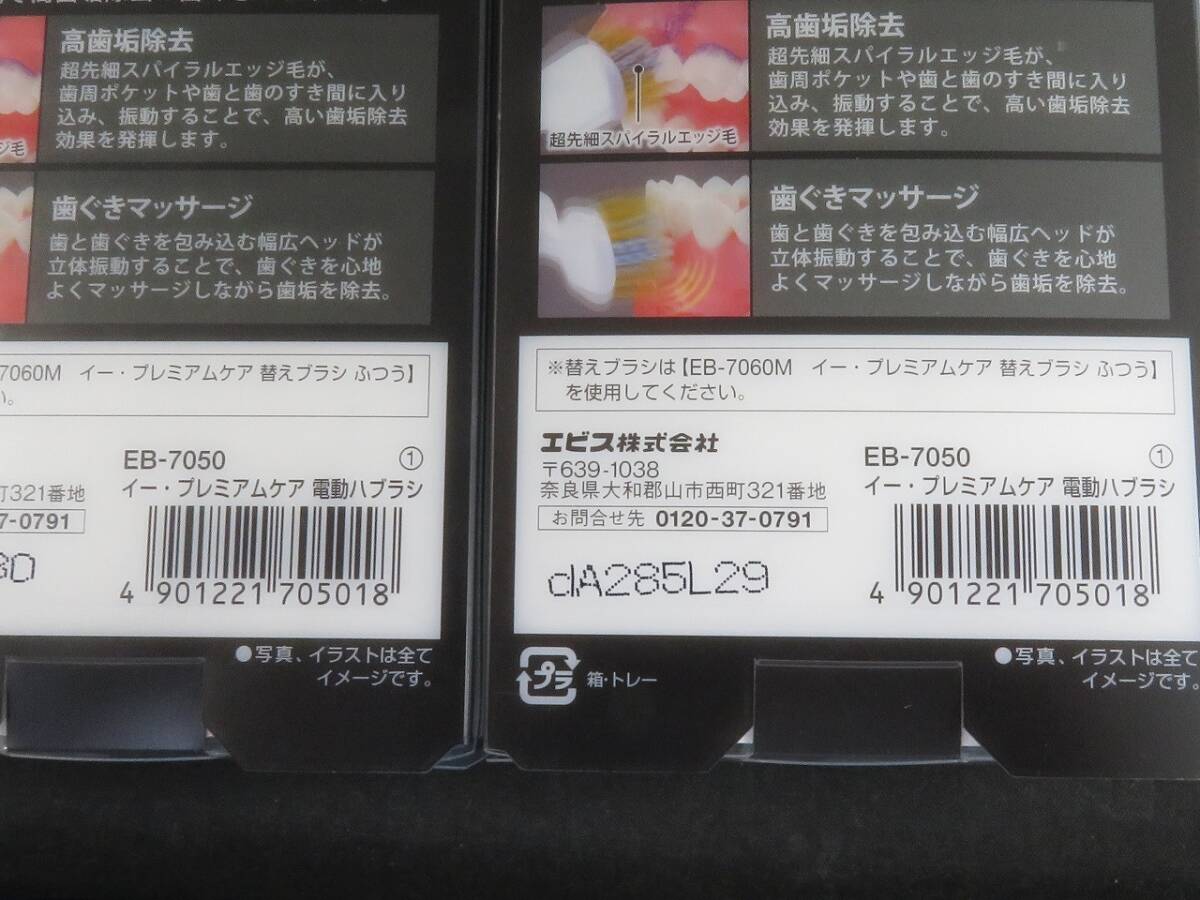 高歯垢除去
超先細スパイラルエッジ毛が、
歯周ポケットや歯と歯のすき間に入り
込み、振動することで、高い歯垢除去
効果を発揮します。
ジ毛
歯ぐきマッサージ
歯と歯ぐきを包み込む幅広ヘッドが
立体振動することで、歯ぐきを心地
よくマッサージしながら歯垢を除去。
7060M イー・プレミアムケア 替えブラシ ふつう】
い。
EB-7050 ①
イー・プレミアムケア 電動ハブラシ
町321番地
7-0791
4 901221 705018
●写真、イラストは全て
イメージです。
高歯垢除去
超先細スパイラルエッジ毛が、
歯周ポケットや歯と歯のすき間に入り
込み、振動することで、高い歯垢除去
効果を発揮します。
超先細スパイラルエッジ毛
歯ぐきマッサージ
歯と歯ぐきを包み込む幅広ヘッドが
立体振動することで、歯ぐきを心地
よくマッサージしながら歯垢を除去。
※替えブラシは【EB-7060M イー・プレミアムケア 替えブラシ ふつう】
を使用してください。
エビス株式会社
〒639-1038
奈良県大和郡山市西町321番地
お問合せ先 0120-37-0791
dA285L29
EB-7050 ①
イー・プレミアムケア 電動ハブラシ
4 901221 705018
プラ 箱・トレー
●写真、イラストは全て
イメージです。